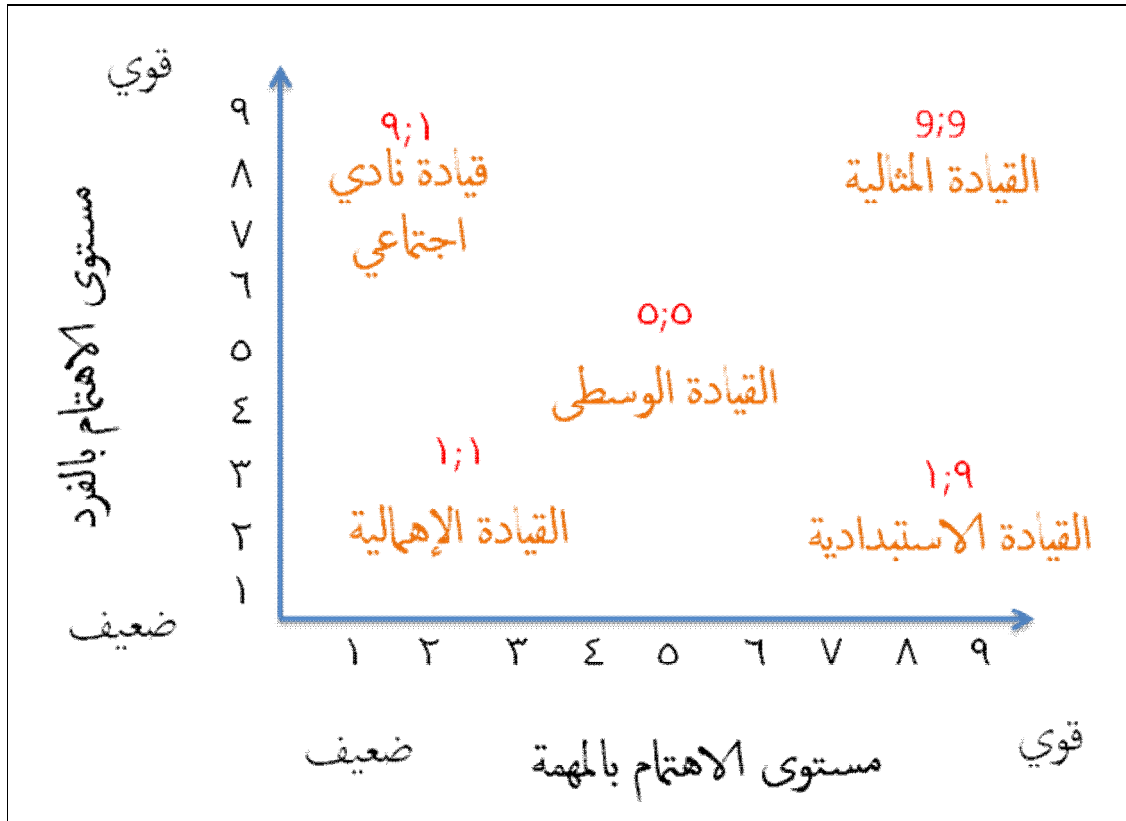 قوي
٩
٨
٧
٦
٥
٤
٣
٢
١
ضعيف
مستوى الاهتمام بالفرد
٩;١
قيادة نادي
اجتماعي
9;9
القيادة المثالية
٥;٥
القيادة الوسطى
١;١
القيادة الإهمالية
١;٩
القيادة الاستبدادية
١ ٢ ٣ ٤ ٥ ٦ ٧ ٨ ٩
ضعيف
مستوى الاهتمام بالمهمة
قوي